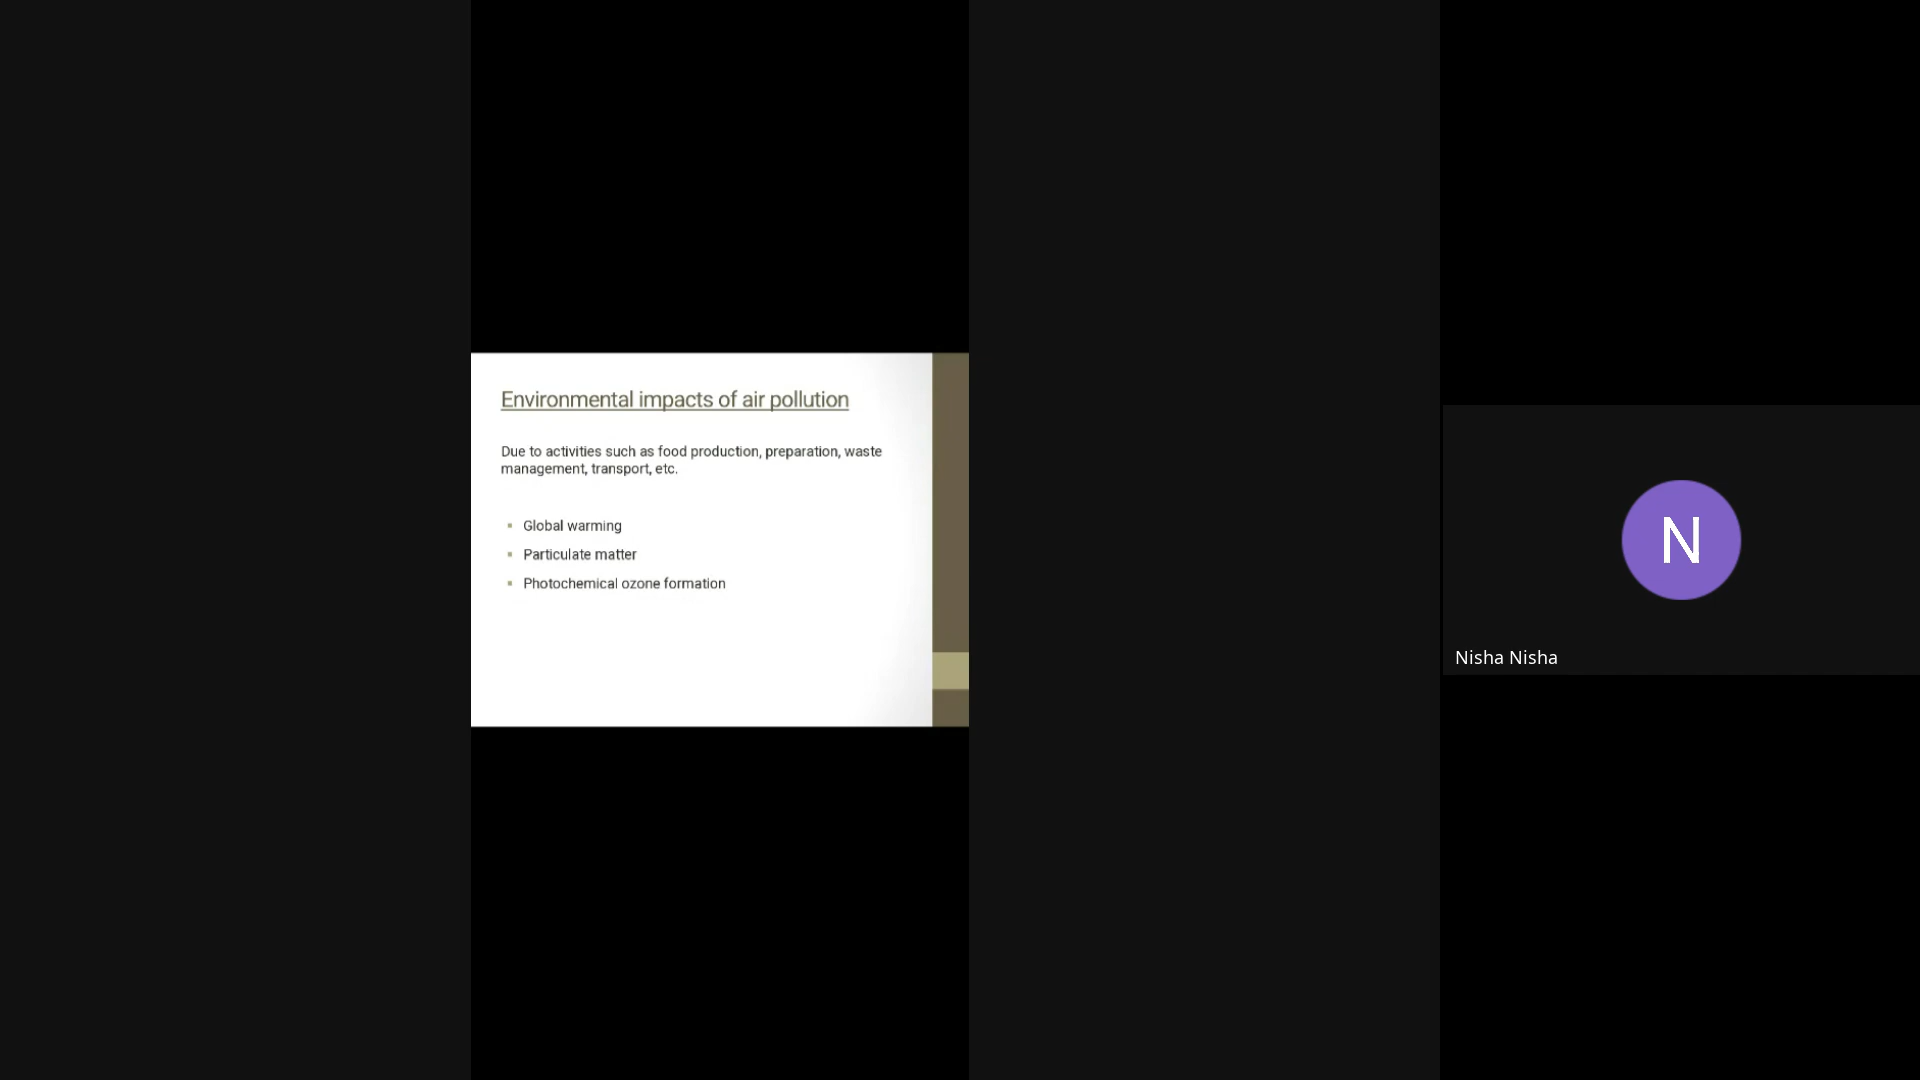 Environmental impacts of air pollution
Due to activities such as food production, preparation, waste
management, transport, etc.
Global warming
Particulate matter
Photochemical ozone formation
N
Nisha Nisha